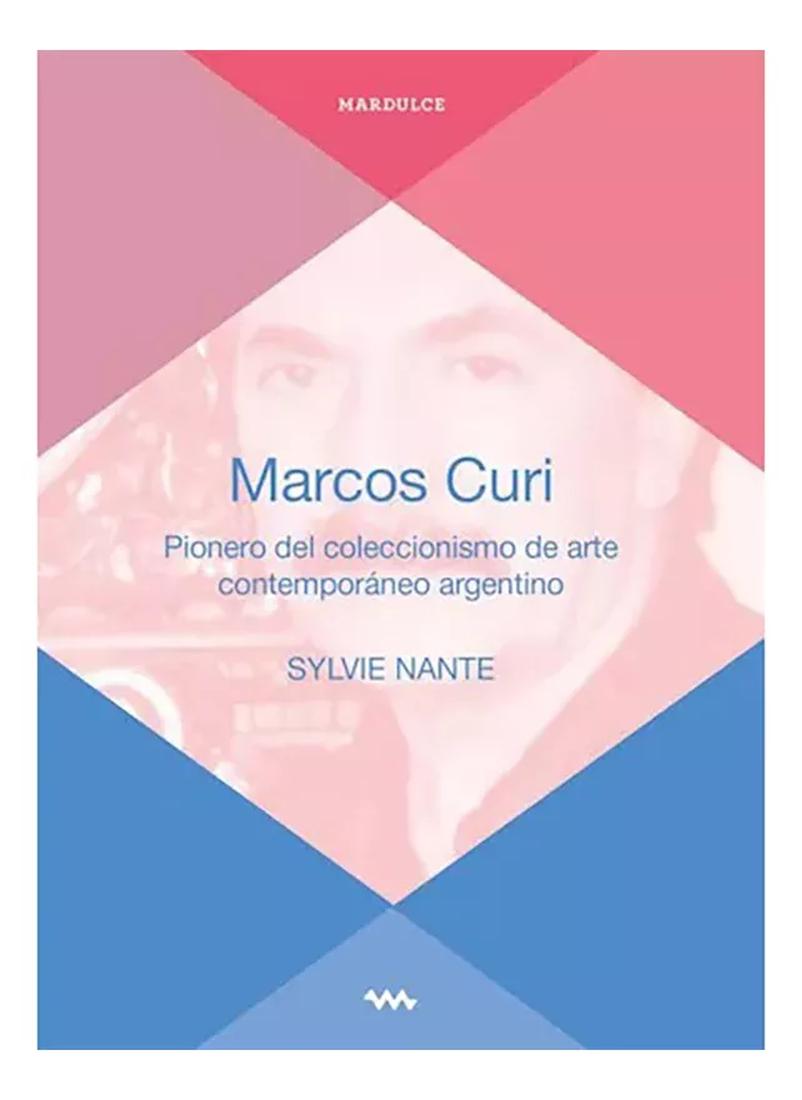 MARDULCE
Marcos Curi
Pionero del coleccionismo de arte
contemporáneo argentino
SYLVIE NANTE